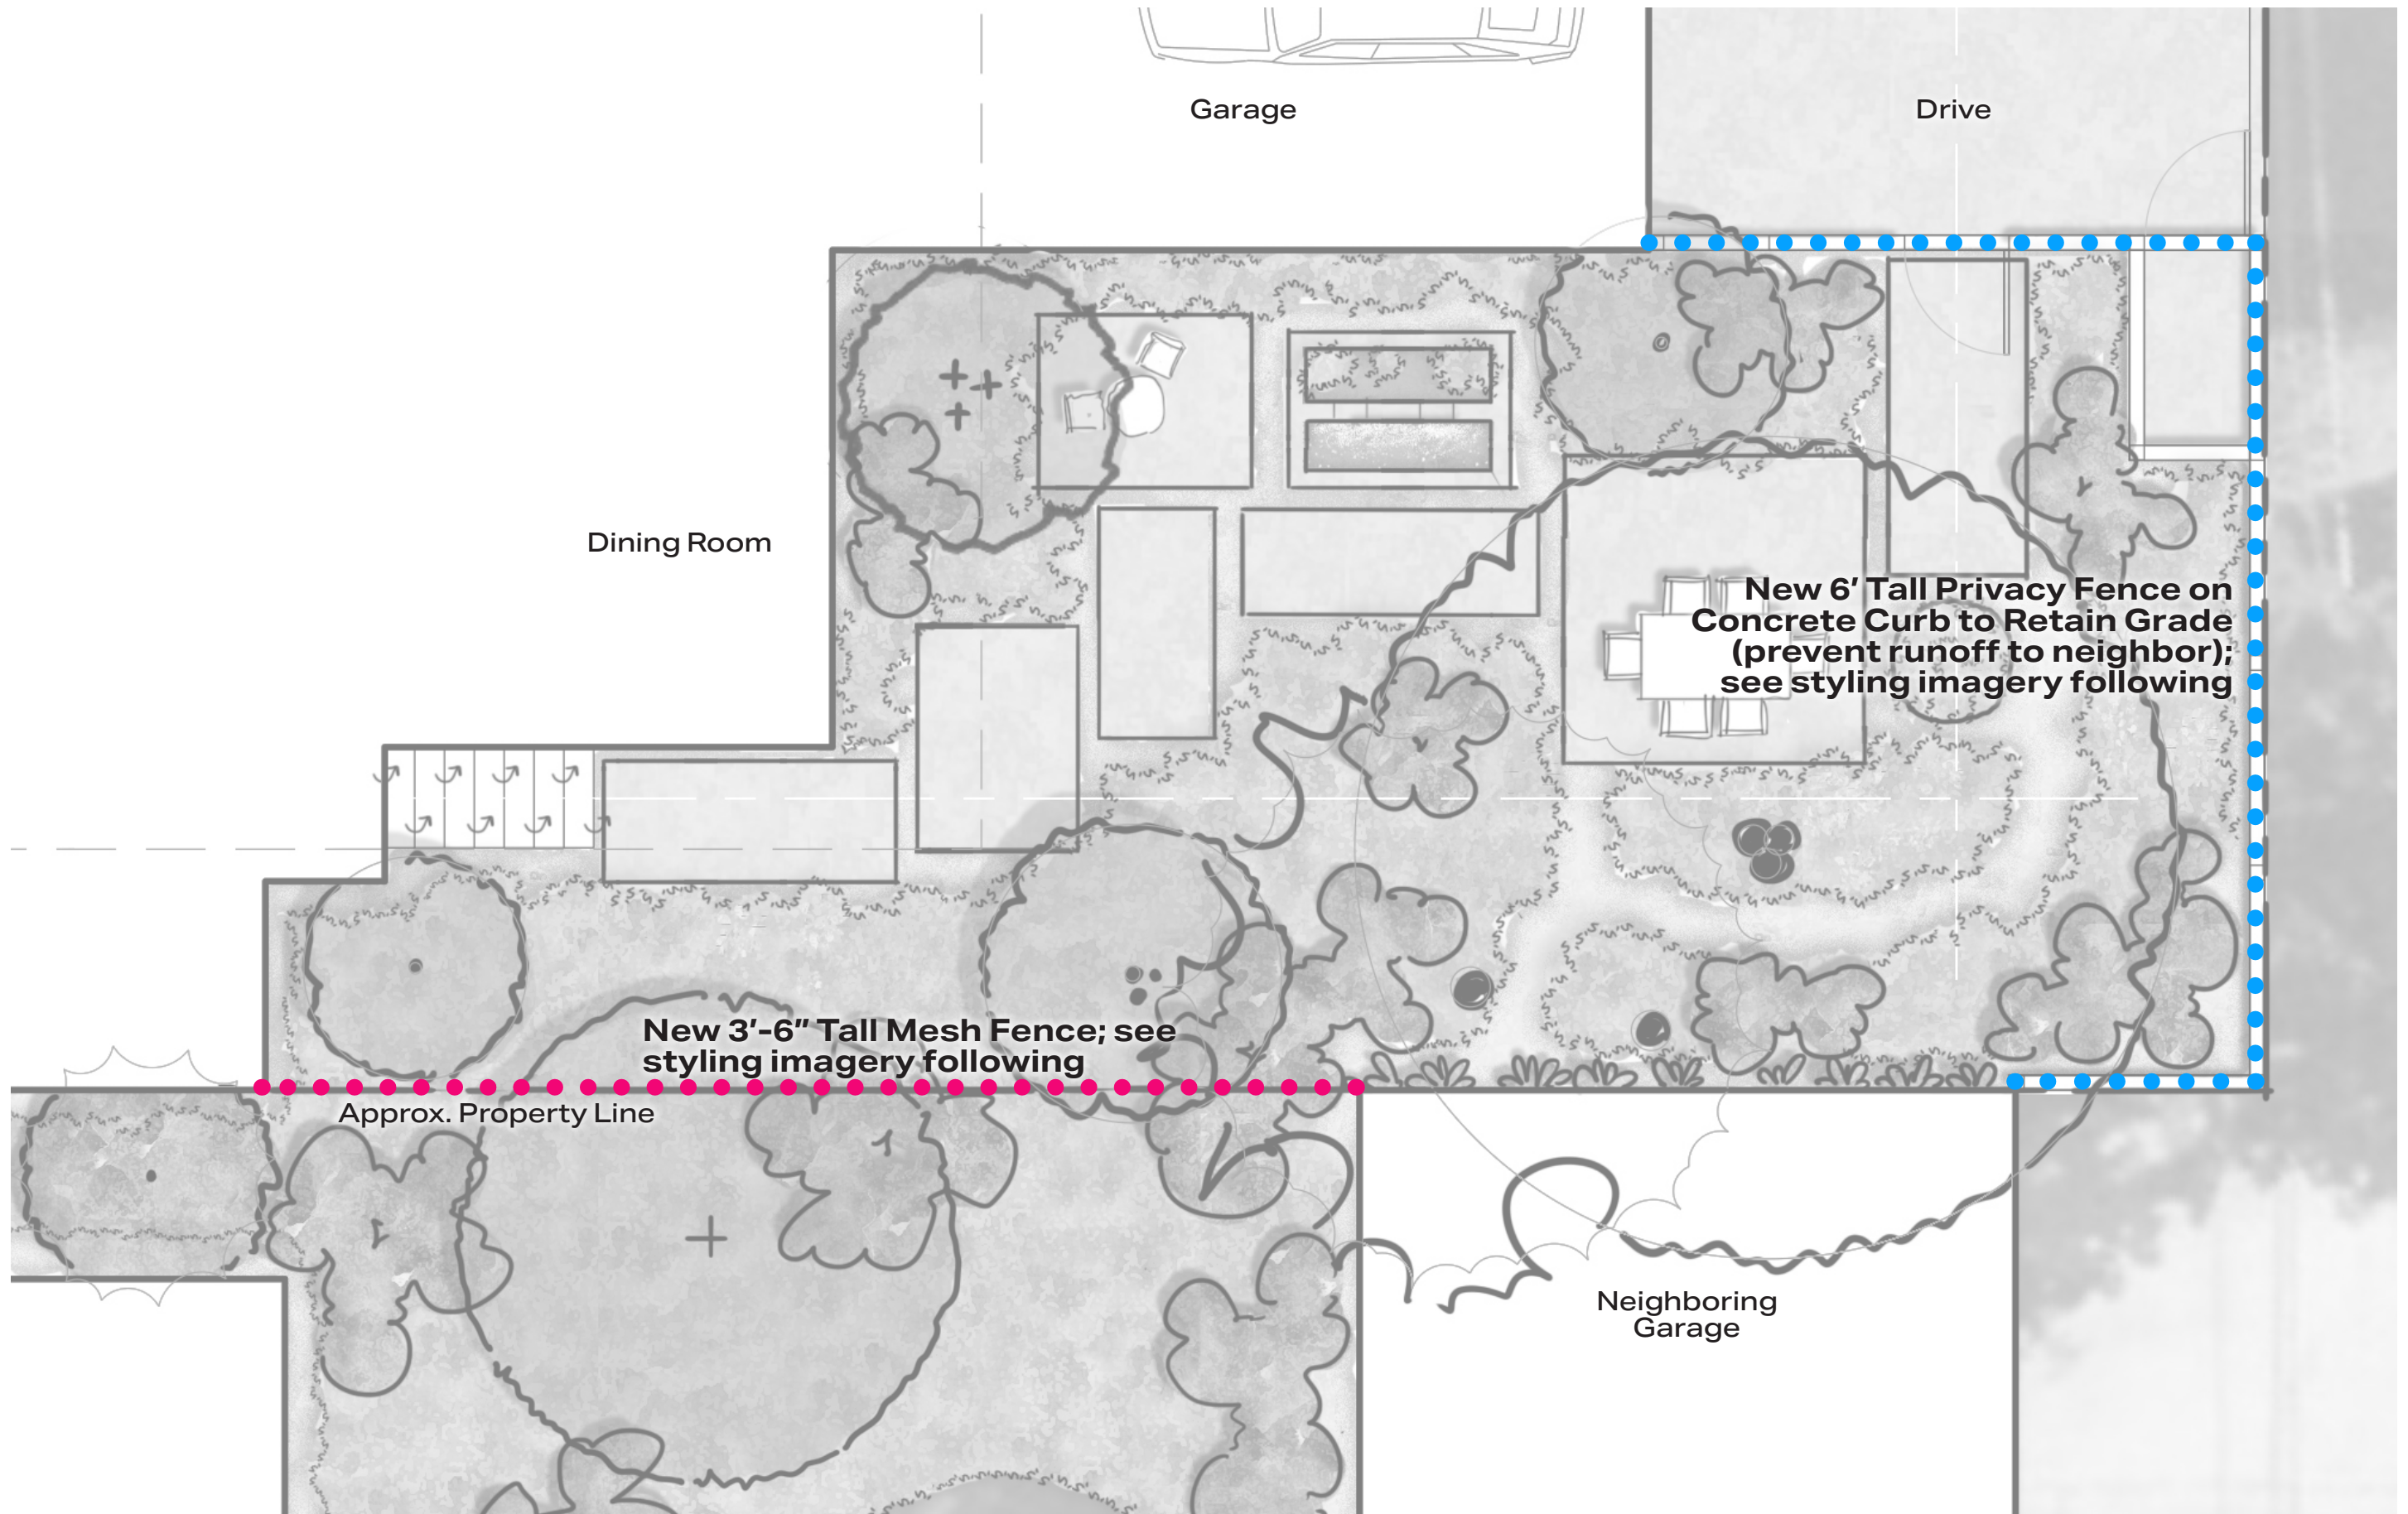 Garage
Drive
Dining Room
New 6′ Tall Privacy Fence on
Concrete Curb to Retain Grade
(prevent runoff to neighbor);
see styling imagery following
New 3′-6″ Tall Mesh Fence; see
styling imagery following
Approx. Property Line
Neighboring
Garage